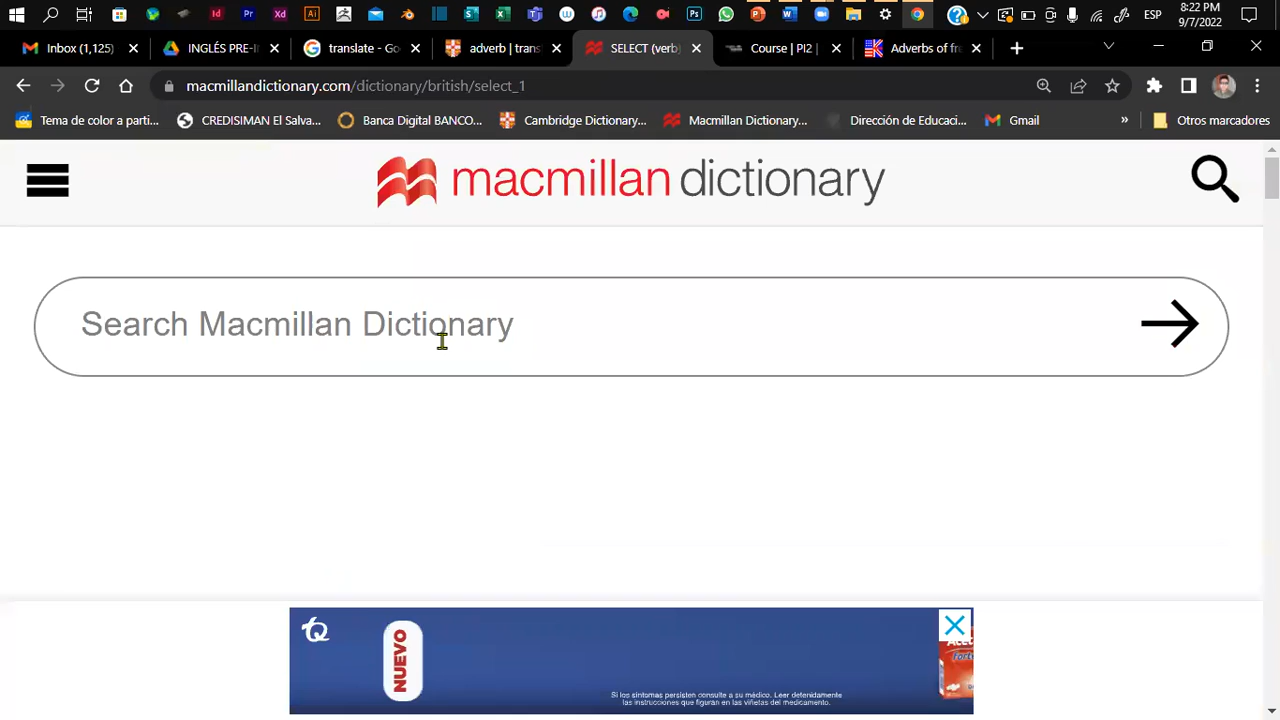 8:22 PM
ESP
9/7/2022
Inbox (1,125)
INGLÉS PRE-I
translate - Go
adverb | trans
SELECT (verb)
Course | PI2 |
Adverbs of fr
macmillandictionary.com/dictionary/british/select_1
Tema de color a parti...
CREDISIMAN El Salva...
Banca Digital BANCO...
Cambridge Dictionary...
Macmillan Dictionary...
Dirección de Educaci...
Gmail
»
Otros marcadores
macmillan dictionary
Search Macmillan Dictionary
NUEVO
Si los síntomas persisten consulte a su médico. Leer detenidamente
las instrucciones que figuran en las viñetas del medicamento.